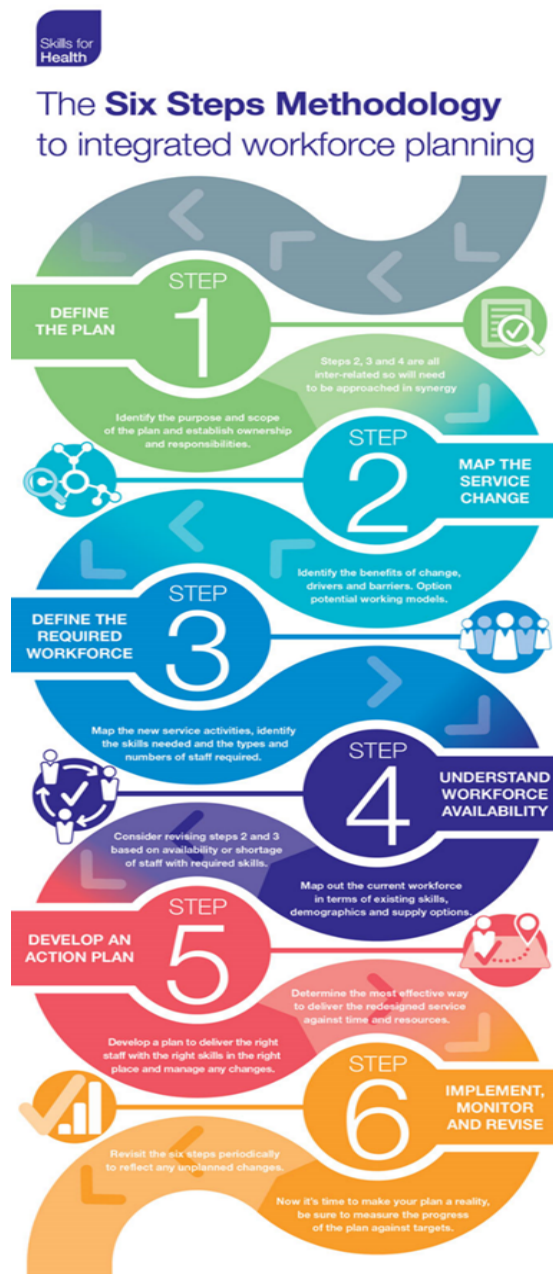 Skills for
Health
The Six Steps Methodology
to integrated workforce planning
STEP
1
DEFINE
THE PLAN
Identify the purpose and scope
of the plan and establish ownership
and responsibilities.
Steps 2, 3 and 4 are all
inter-related so will need
to be approached in synergy
STEP
2
MAP THE
SERVICE
CHANGE
Identify the benefits of change,
drivers and barriers. Option
potential working models.
STEP
3
DEFINE THE
REQUIRED
WORKFORCE
Map the new service activities, identify
the skills needed and the types and
numbers of staff required.
STEP
4
UNDERSTAND
WORKFORCE
AVAILABILITY
Map out the current workforce
in terms of existing skills,
demographics and supply options.
Consider revising steps 2 and 3
based on availability or shortage
of staff with required skills.
STEP
5
DEVELOP AN
ACTION PLAN
Develop a plan to deliver the right
staff with the right skills in the right
place and manage any changes.
Determine the most effective way
to deliver the redesigned service
against time and resources.
STEP
6
IMPLEMENT,
MONITOR
AND REVISE
Now it's time to make your plan a reality,
be sure to measure the progress
of the plan against targets.
Revisit the six steps periodically
to reflect any unplanned changes.